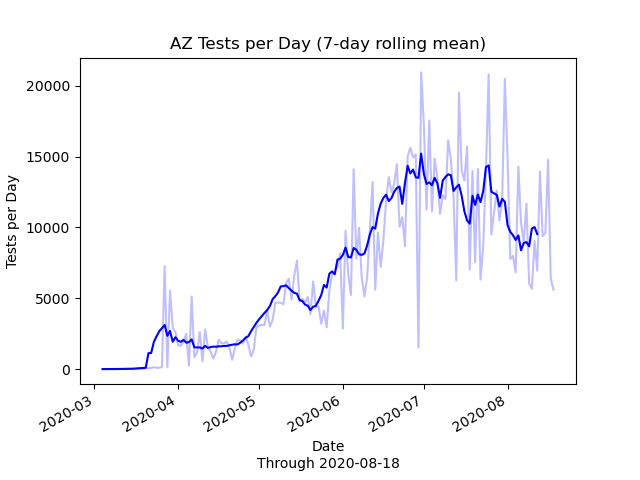 AZ Tests per Day (7-day rolling mean)
Tests per Day
20000
15000
10000
5000
0
2020-03
2020-04
2020-05
2020-06
2020-07
2020-08
Date
Through 2020-08-18